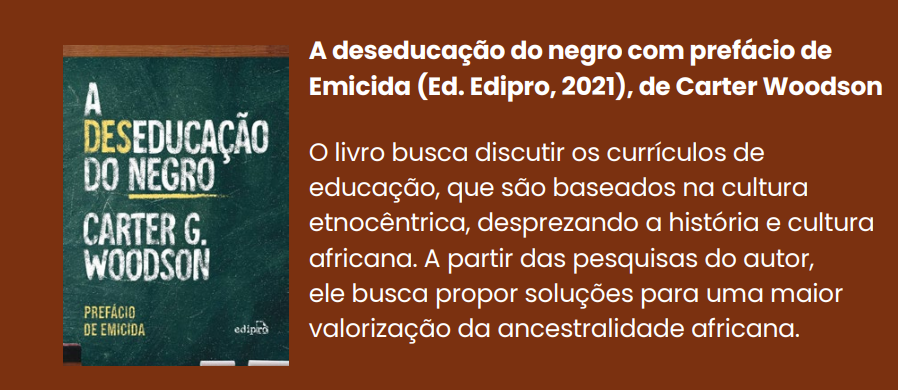 A
DESEDUCAÇÃO
DO NEGRO
CARTER G.
WOODSON
PREFÁCIO
DE EMICIDA
edipro
A deseducação do negro com prefácio de
Emicida (Ed. Edipro, 2021), de Carter Woodson
O livro busca discutir os currículos de
educação, que são baseados na cultura
etnocêntrica, desprezando a história e cultura
africana. A partir das pesquisas do autor,
ele busca propor soluções para uma maior
valorização da ancestralidade africana.